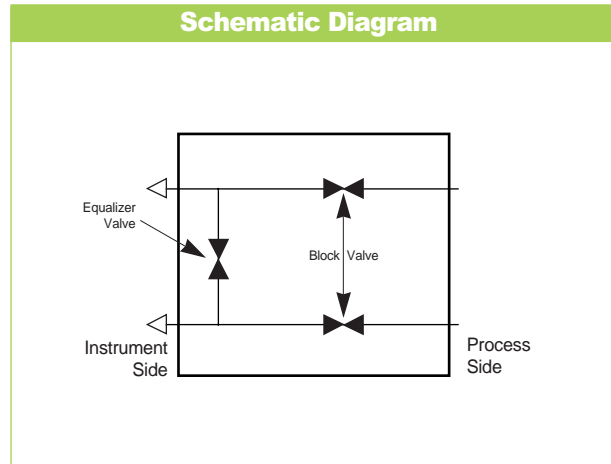 Schematic Diagram
Equalizer
Valve
Block Valve
Instrument
Side
Process
Side